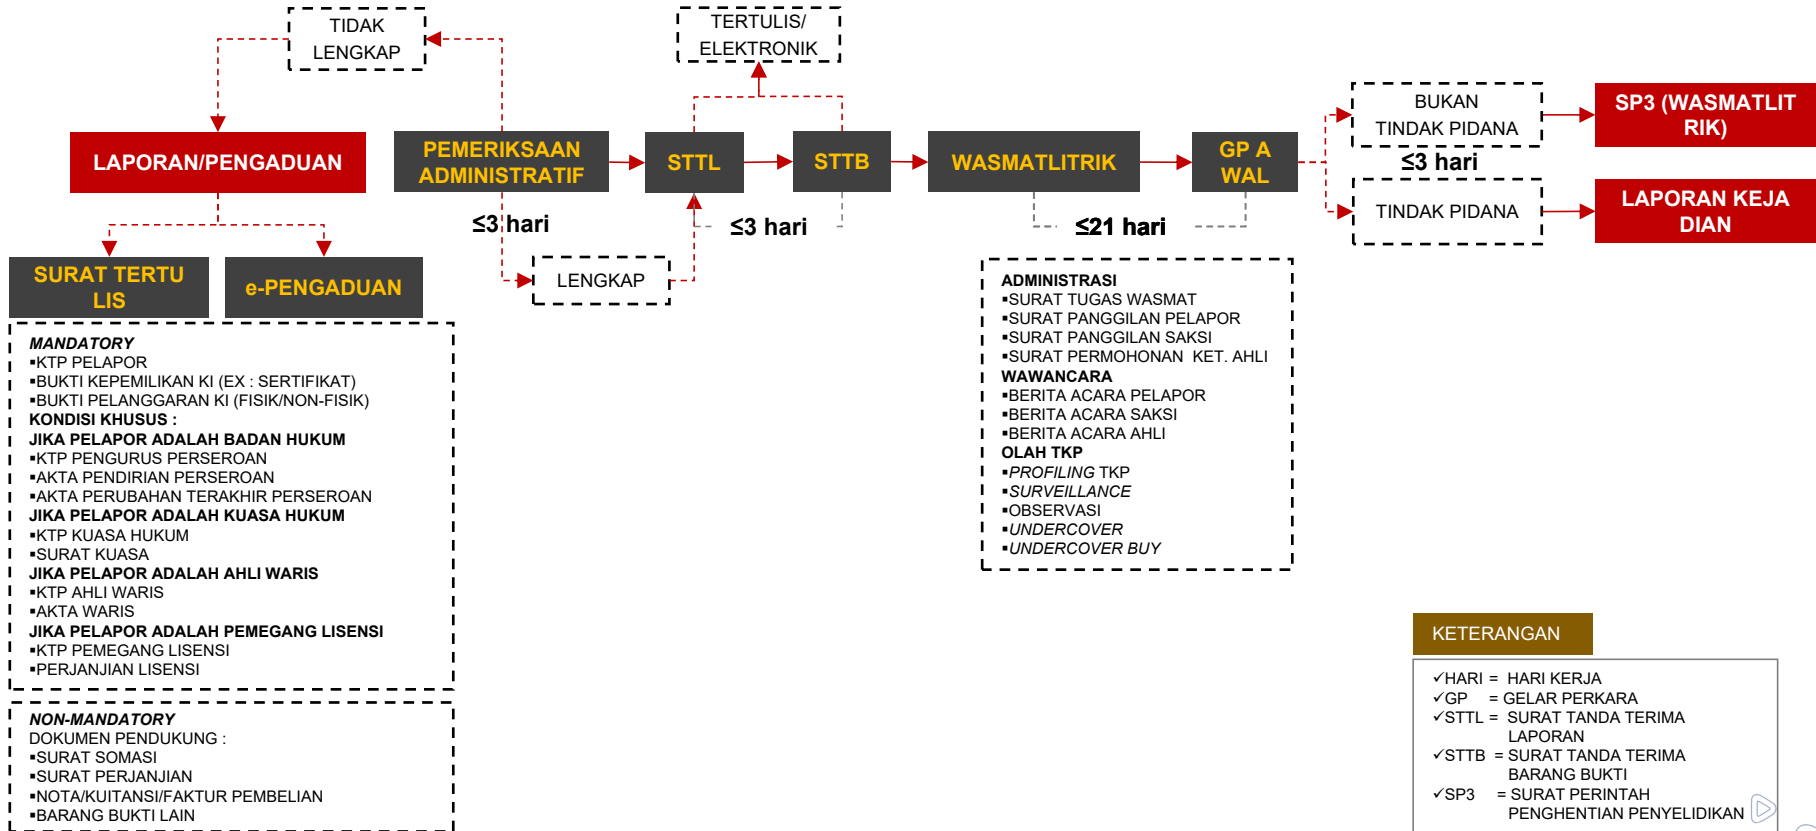 TIDAK
LENGKAP
TERTULIS/
ELEKTRONIK
LAPORAN/PENGADUAN
PEMERIKSAAN
ADMINISTRATIF
STTL
STTB
WASMATLITRIK
GP A
WAL
BUKAN
TINDAK PIDANA
SP3 (WASMATLIT
RIK)
≤3 hari
TINDAK PIDANA
LAPORAN KEJA
DIAN
≤3 hari
≤3 hari
≤21 hari
LENGKAP
SURAT TERTU
LIS
e-PENGADUAN
MANDATORY
▪KTP PELAPOR
▪BUKTI KEPEMILIKAN KI (EX : SERTIFIKAT)
▪BUKTI PELANGGARAN KI (FISIK/NON-FISIK)
KONDISI KHUSUS :
JIKA PELAPOR ADALAH BADAN HUKUM
▪KTP PENGURUS PERSEROAN
▪AKTA PENDIRIAN PERSEROAN
▪AKTA PERUBAHAN TERAKHIR PERSEROAN
JIKA PELAPOR ADALAH KUASA HUKUM
▪KTP KUASA HUKUM
▪SURAT KUASA
JIKA PELAPOR ADALAH AHLI WARIS
▪KTP AHLI WARIS
▪AKTA WARIS
JIKA PELAPOR ADALAH PEMEGANG LISENSI
▪KTP PEMEGANG LISENSI
▪PERJANJIAN LISENSI
NON-MANDATORY
DOKUMEN PENDUKUNG :
▪SURAT SOMASI
▪SURAT PERJANJIAN
▪NOTA/KUITANSI/FAKTUR PEMBELIAN
▪BARANG BUKTI LAIN
ADMINISTRASI
▪SURAT TUGAS WASMAT
▪SURAT PANGGILAN PELAPOR
▪SURAT PANGGILAN SAKSI
▪SURAT PERMOHONAN KET. AHLI
WAWANCARA
▪BERITA ACARA PELAPOR
▪BERITA ACARA SAKSI
▪BERITA ACARA AHLI
OLAH TKP
▪PROFILING TKP
▪SURVEILLANCE
▪OBSERVASI
▪UNDERCOVER
▪UNDERCOVER BUY
KETERANGAN
✓HARI = HARI KERJA
✓GP = GELAR PERKARA
✓STTL = SURAT TANDA TERIMA
LAPORAN
✓STTB = SURAT TANDA TERIMA
BARANG BUKTI
✓SP3 = SURAT PERINTAH
PENGHENTIAN PENYELIDIKAN